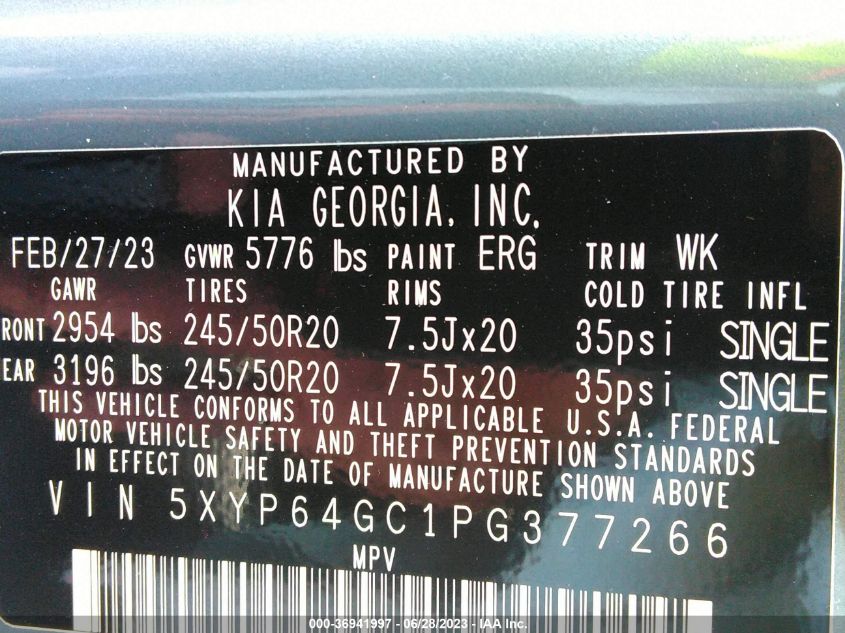 MANUFACTURED BY
KIA GEORGIA, INC.
FEB/27/23 GVWR 5776 lbs PAINT ERG TRIM WK
GAWR TIRES RIMS COLD TIRE INFL
RONT 2954 lbs 245/50R20 7.5Jx20 35psi SINGLE
EAR 3196 lbs 245/50R20 7.5Jx20 35psi SINGLE
THIS VEHICLE CONFORMS TO ALL APPLICABLE U.S.A. FEDERAL
MOTOR VEHICLE SAFETY AND THEFT PREVENTION STANDARDS
IN EFFECT ON THE DATE OF MANUFACTURE SHOWN ABOVE
VIN 5XYP64GC1PG377266
MPV
000-36941997 - 06/28/2023 - IAA Inc.